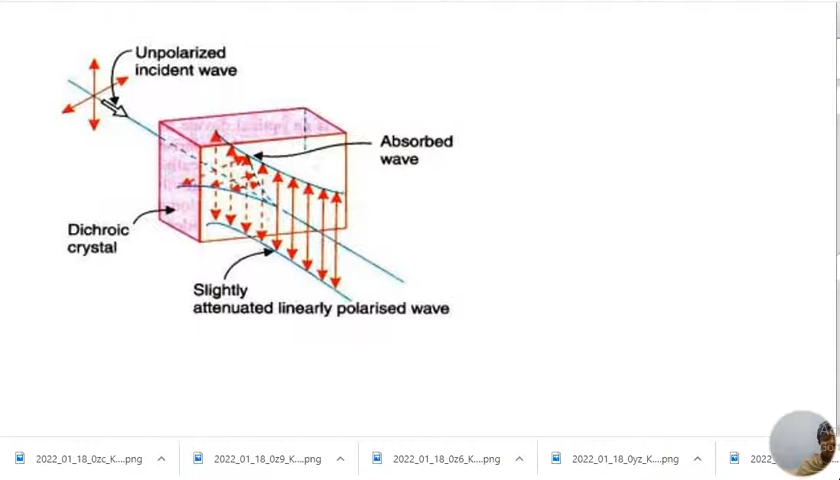 Unpolarized
incident wave
Absorbed
wave
Dichroic
crystal
Slightly
attenuated linearly polarised wave
2022_01_18_0zc_K....png
2022_01_18_0z9_K....png
2022_01_18_0z6_K....png
2022_01_18_0yz_K....png
2022_